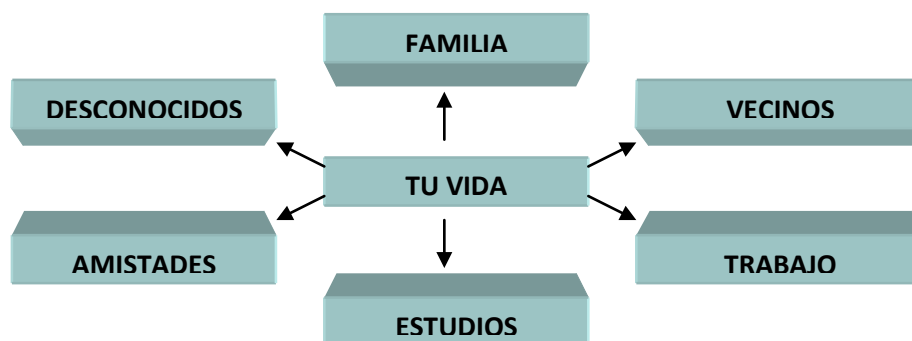 FAMILIA
DESCONOCIDOS
VECINOS
TU VIDA
AMISTADES
TRABAJO
ESTUDIOS